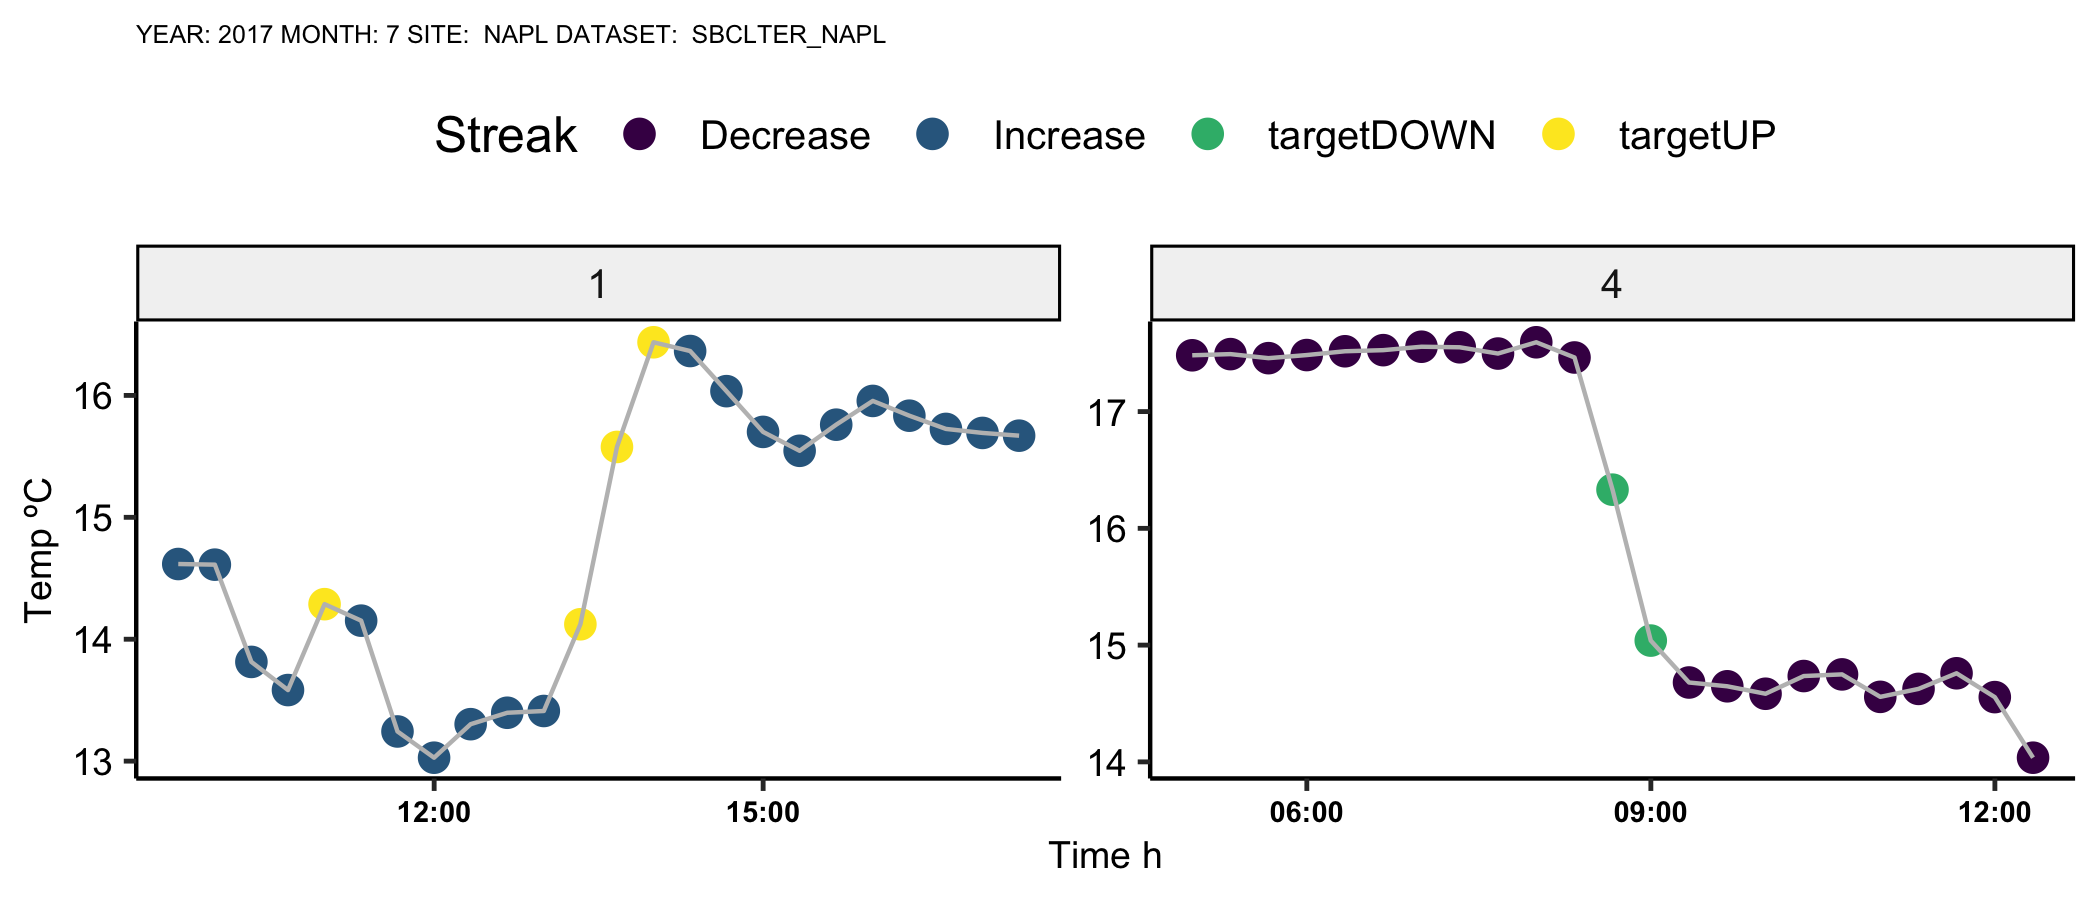 YEAR: 2017 MONTH: 7 SITE:  NAPL DATASET:  SBCLTER_NAPL
Streak Decrease Increase targetDOWN targetUP
1 4
Temp ºC
16
15
14
13
17
16
15
14
12:00 15:00 06:00 09:00 12:00
Time h